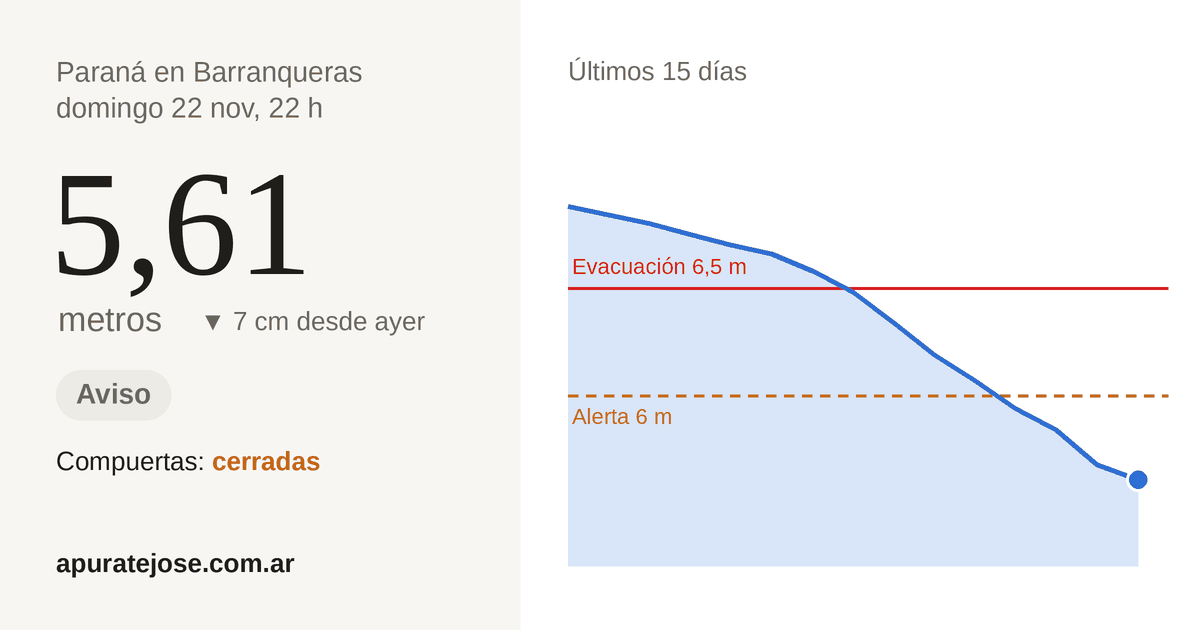 Paraná en Barranqueras
domingo 22 nov, 22 h
5,61
metros ▼ 7 cm desde ayer
Aviso
Compuertas: cerradas
apuratejose.com.ar
Últimos 15 días
Evacuación 6,5 m
Alerta 6 m